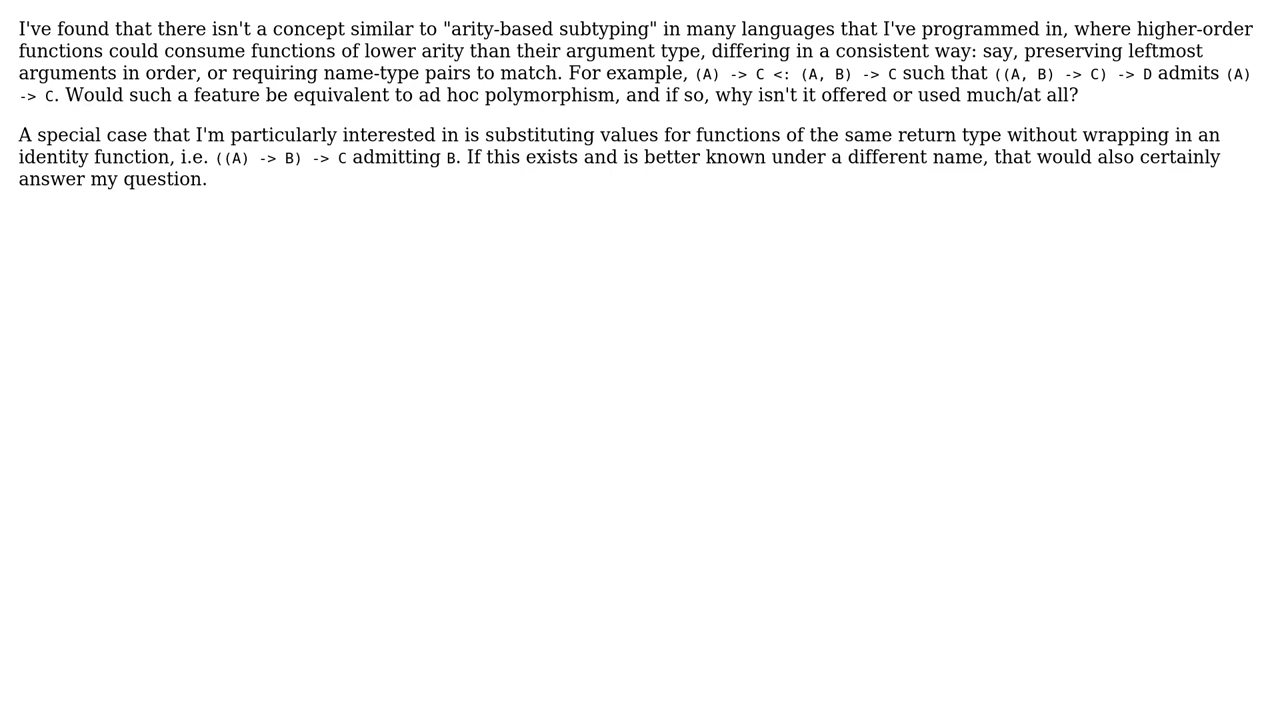 I've found that there isn't a concept similar to "arity-based subtyping" in many languages that I've programmed in, where higher-order
functions could consume functions of lower arity than their argument type, differing in a consistent way: say, preserving leftmost
arguments in order, or requiring name-type pairs to match. For example, (A) -> C <: (A, B) -> C such that ((A, B) -> C) -> D admits (A)
-> C. Would such a feature be equivalent to ad hoc polymorphism, and if so, why isn't it offered or used much/at all?
A special case that I'm particularly interested in is substituting values for functions of the same return type without wrapping in an
identity function, i.e. ((A) -> B) -> C admitting B. If this exists and is better known under a different name, that would also certainly
answer my question.